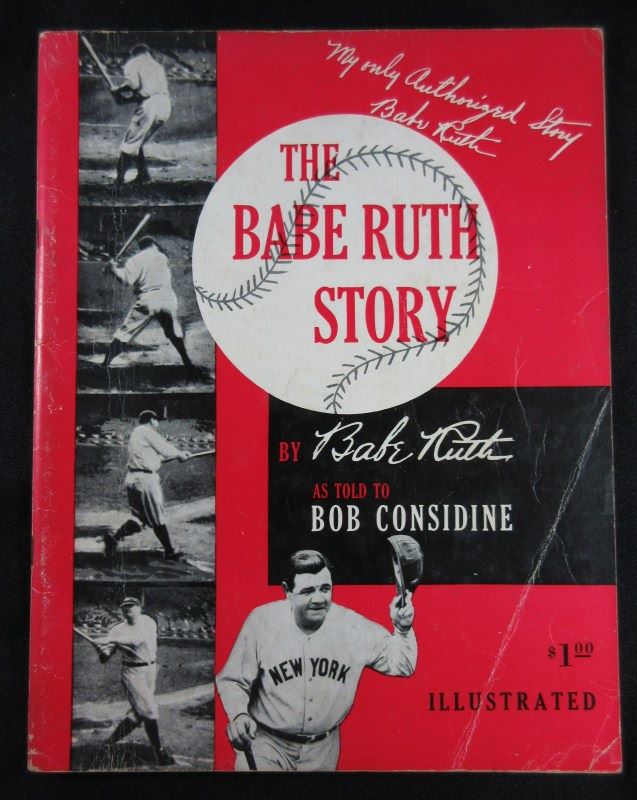 My only Authorized Story
Babe Ruth
THE
BABE RUTH
STORY
BY Babe Ruth
AS TOLD TO
BOB CONSIDINE
NEW YORK
$1.00
ILLUSTRATED